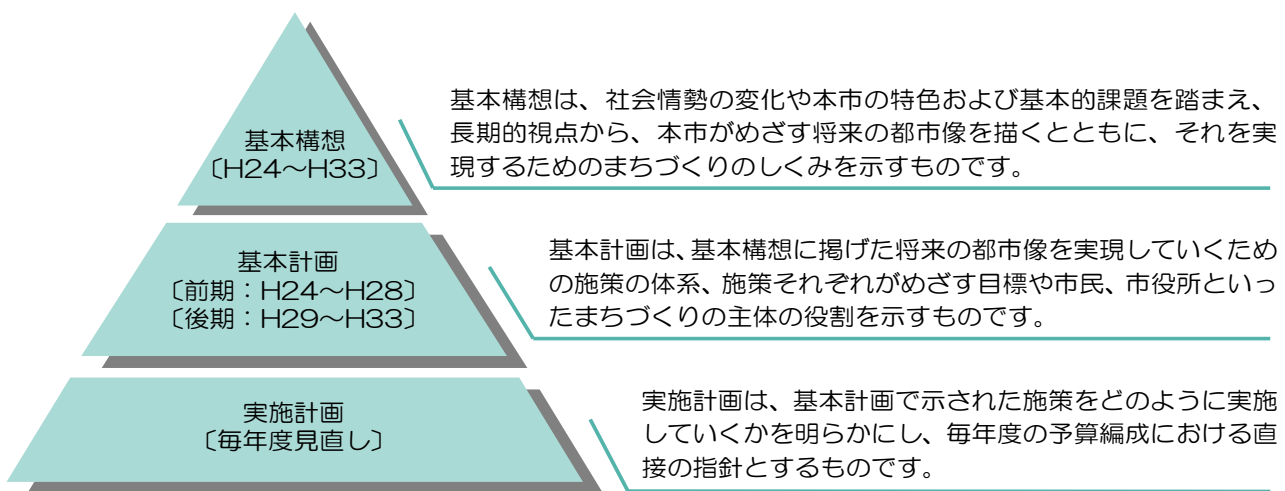 基本構想
〔H24～H33〕
基本構想は、社会情勢の変化や本市の特色および基本的課題を踏まえ、
長期的視点から、本市がめざす将来の都市像を描くとともに、それを実
現するためのまちづくりのしくみを示すものです。
基本計画
〔前期：H24～H28〕
〔後期：H29～H33〕
基本計画は、基本構想に掲げた将来の都市像を実現していくため
の施策の体系、施策それぞれがめざす目標や市民、市役所といっ
たまちづくりの主体の役割を示すものです。
実施計画
〔毎年度見直し〕
実施計画は、基本計画で示された施策をどのように実施
していくかを明らかにし、毎年度の予算編成における直
接の指針とするものです。